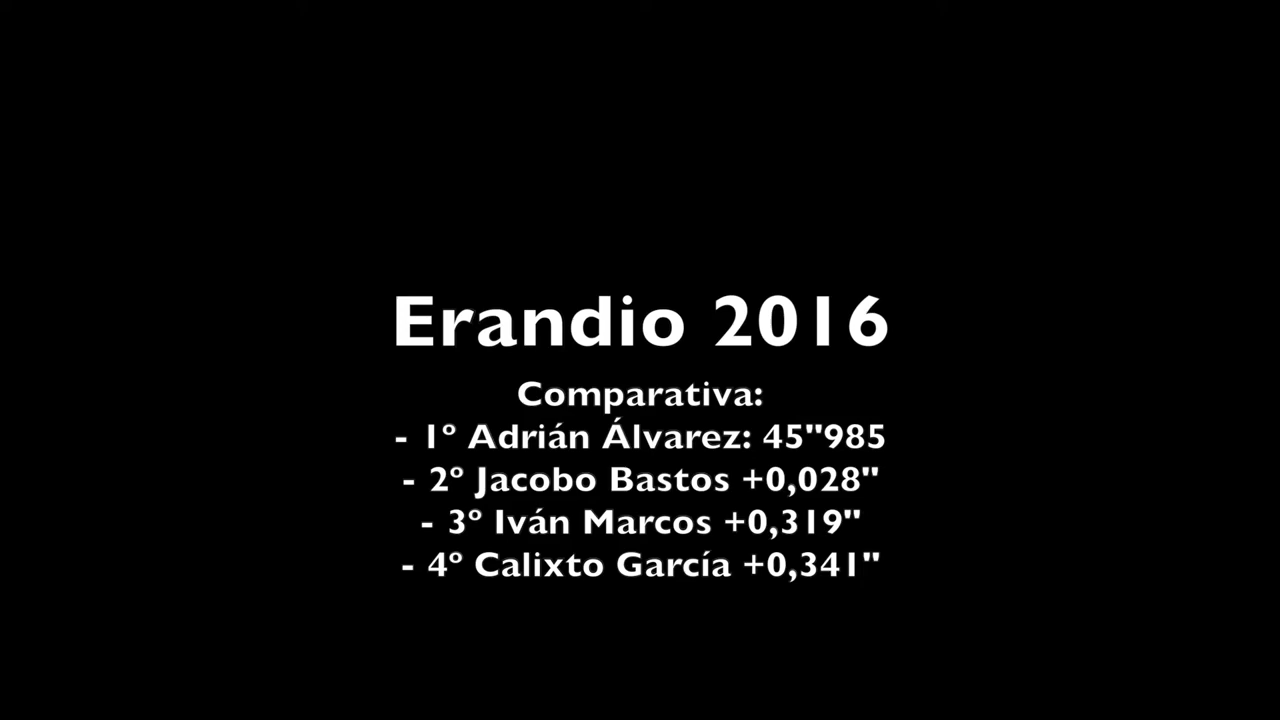 Erandio 2016
Comparativa:
- 1º Adrián Álvarez: 45"985
- 2º Jacobo Bastos +0,028"
- 3º Iván Marcos +0,319"
- 4º Calixto García +0,341"